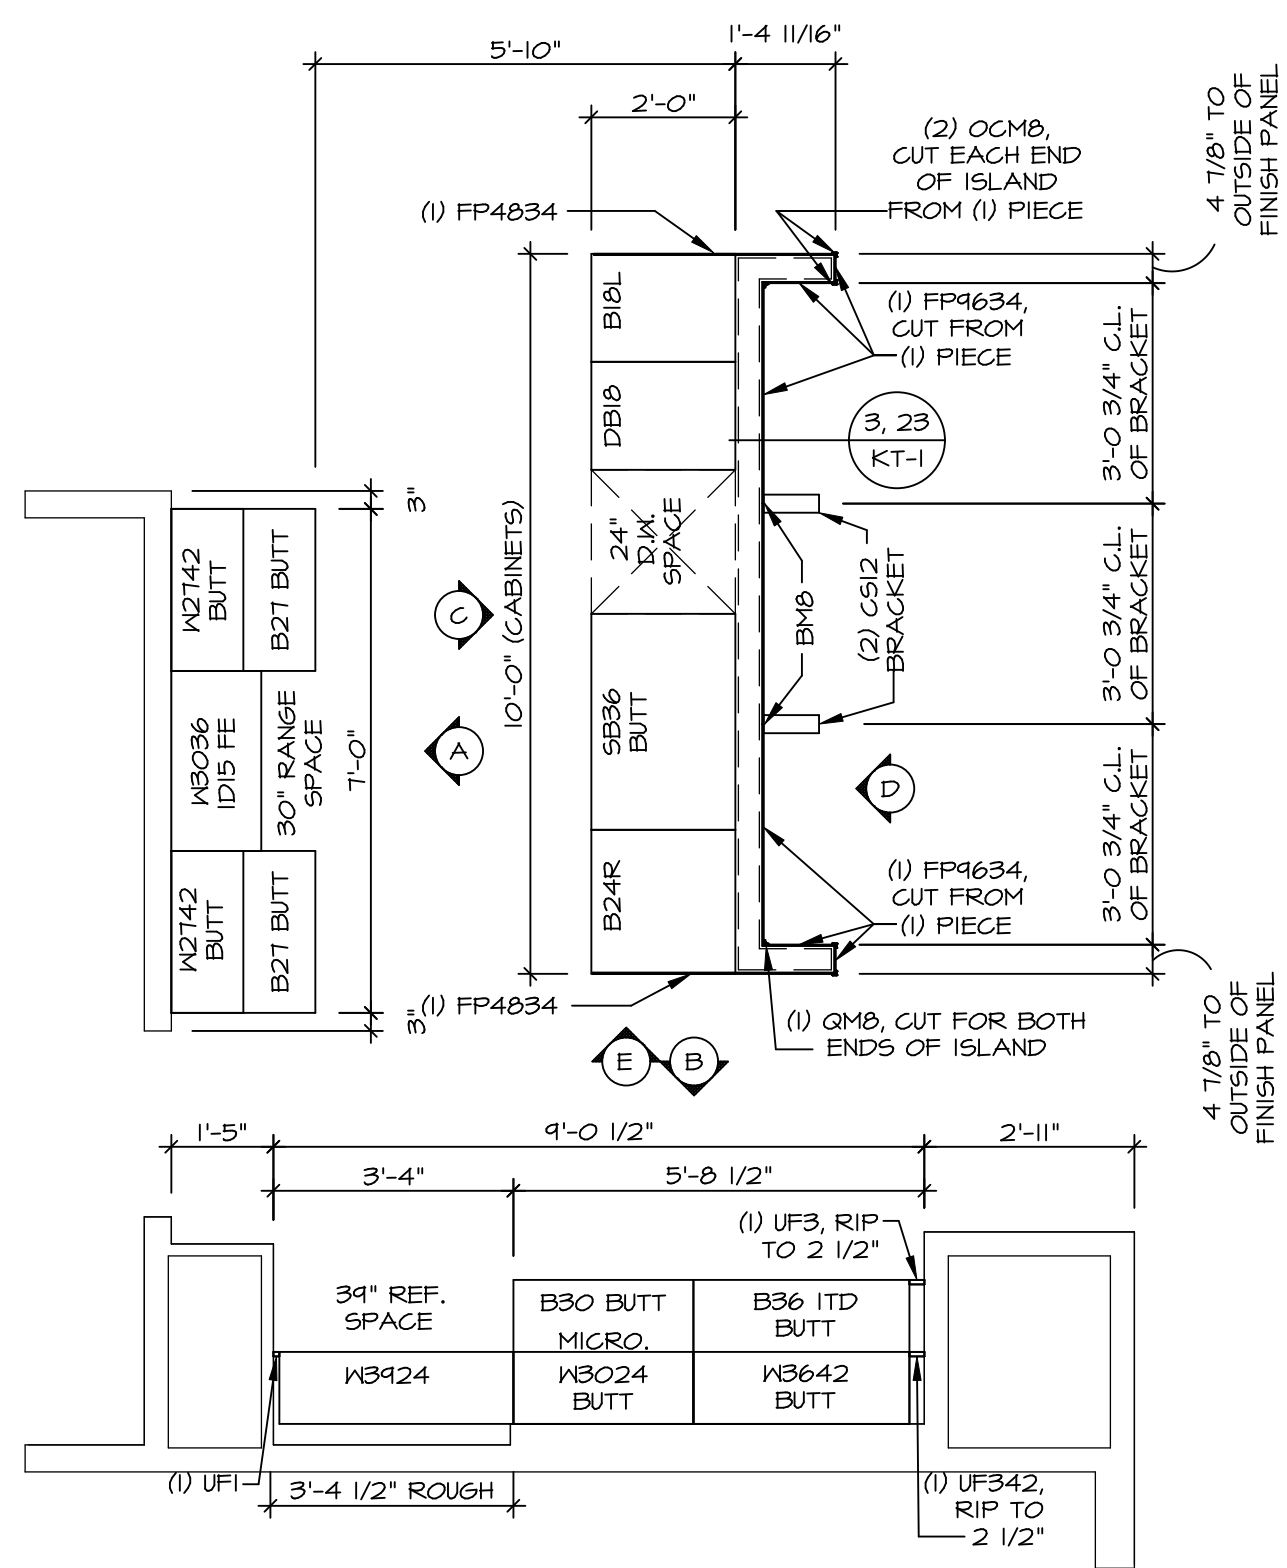 1'-4 11/16"
5'-10"
2'-0"
(2) OCM8,
CUT EACH END
OF ISLAND
FROM (1) PIECE
4 7/8" TO
OUTSIDE OF
FINISH PANEL
(1) FP4834
B18L
(1) FP9634,
CUT FROM
(1) PIECE
3'-0 3/4" C.L.
OF BRACKET
DB18
3, 23
KT-1
3"
24"
D.W.
SPACE
10'-0" (CABINETS)
W2742
BUTT
B27 BUTT
C
BM8
(2) CS12
BRACKET
3'-0 3/4" C.L.
OF BRACKET
W3036
1D15 FE
30" RANGE
SPACE
7'-0"
A
SB36
BUTT
D
3'-0 3/4" C.L.
OF BRACKET
W2742
BUTT
B27 BUTT
B24R
(1) FP9634,
CUT FROM
(1) PIECE
3"
(1) FP4834
(1) QM8, CUT FOR BOTH
ENDS OF ISLAND
4 7/8" TO
OUTSIDE OF
FINISH PANEL
E
B
1'-5"
9'-0 1/2"
2'-11"
3'-4"
5'-8 1/2"
(1) UF3, RIP
TO 2 1/2"
39" REF.
SPACE
B30 BUTT
MICRO.
B36 1TD
BUTT
W3924
W3024
BUTT
W3642
BUTT
(1) UF1
3'-4 1/2" ROUGH
(1) UF342,
RIP TO
2 1/2"